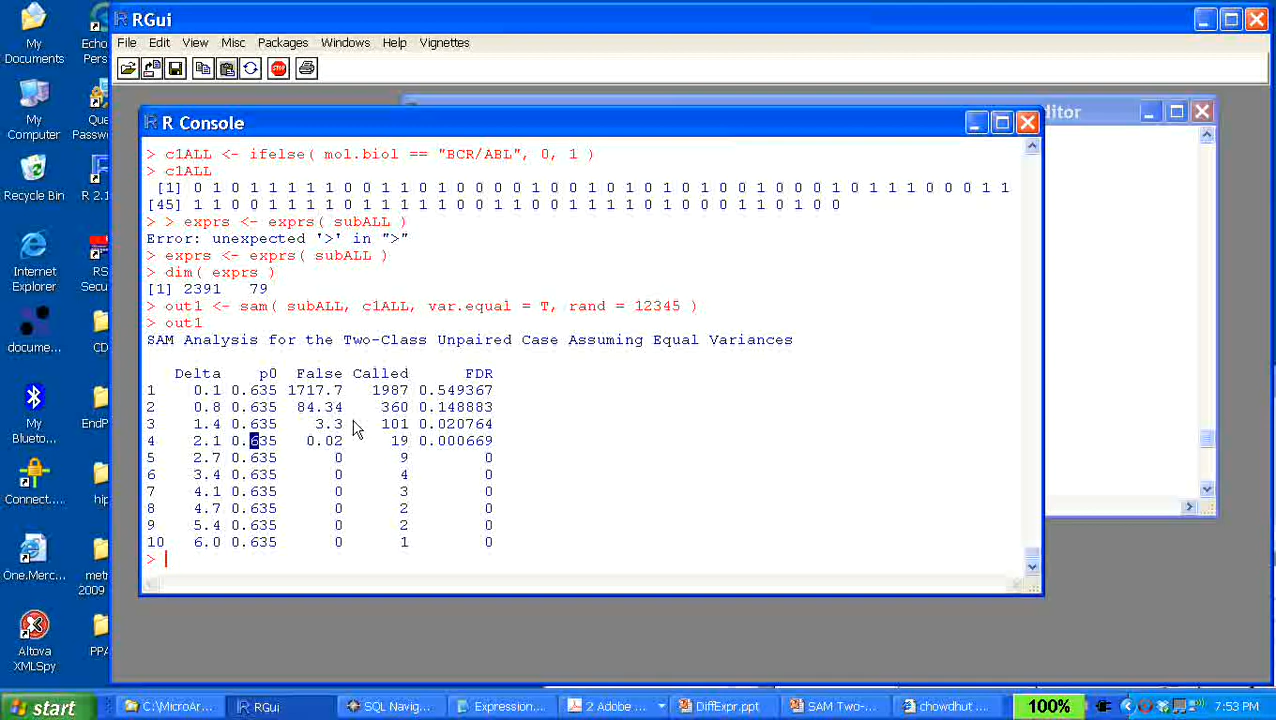 RGui
File Edit View Misc Packages Windows Help Vignettes
My Documents
My Computer
Recycle Bin
R 2.1
Internet Explorer
docume...
CD
My Blueto...
EndP
Connect....
hip
One.Merc...
metr 2009
Altova XMLSpy
PPA
R Console
> c1ALL <- ifelse( mol.biol == "BCR/ABL", 0, 1 )
> c1ALL
[1] 0 1 0 1 1 1 1 1 0 0 1 1 0 1 0 0 0 0 1 0 0 1 0 1 0 1 0 1 0 0 1 0 0 0 1 0 1 1 1 0 0 0 1 1
[45] 1 1 0 0 1 1 1 0 1 1 1 1 1 0 0 1 1 0 0 1 1 1 1 0 1 0 0 0 1 1 0 1 0 0
> > exprs <- exprs( subALL )
Error: unexpected '>' in ">"
> exprs <- exprs( subALL )
> dim( exprs )
[1] 2391 79
> out1 <- sam( subALL, c1ALL, var.equal = T, rand = 12345 )
> out1
SAM Analysis for the Two-Class Unpaired Case Assuming Equal Variances
Delta p0 False Called FDR
1 0.1 0.635 1717.7 1987 0.549367
2 0.8 0.635 84.34 360 0.148883
3 1.4 0.635 3.3 101 0.020764
4 2.1 0.635 0.02 19 0.000669
5 2.7 0.635 0 9 0
6 3.4 0.635 0 4 0
7 4.1 0.635 0 3 0
8 4.7 0.635 0 2 0
9 5.4 0.635 0 2 0
10 6.0 0.635 0 1 0
>
start C:\MicroAr... RGui SQL Navig... Expression.... 2 Adobe DiffExpr.ppt SAM Two-... chowdhut ... 100% 7:53 PM